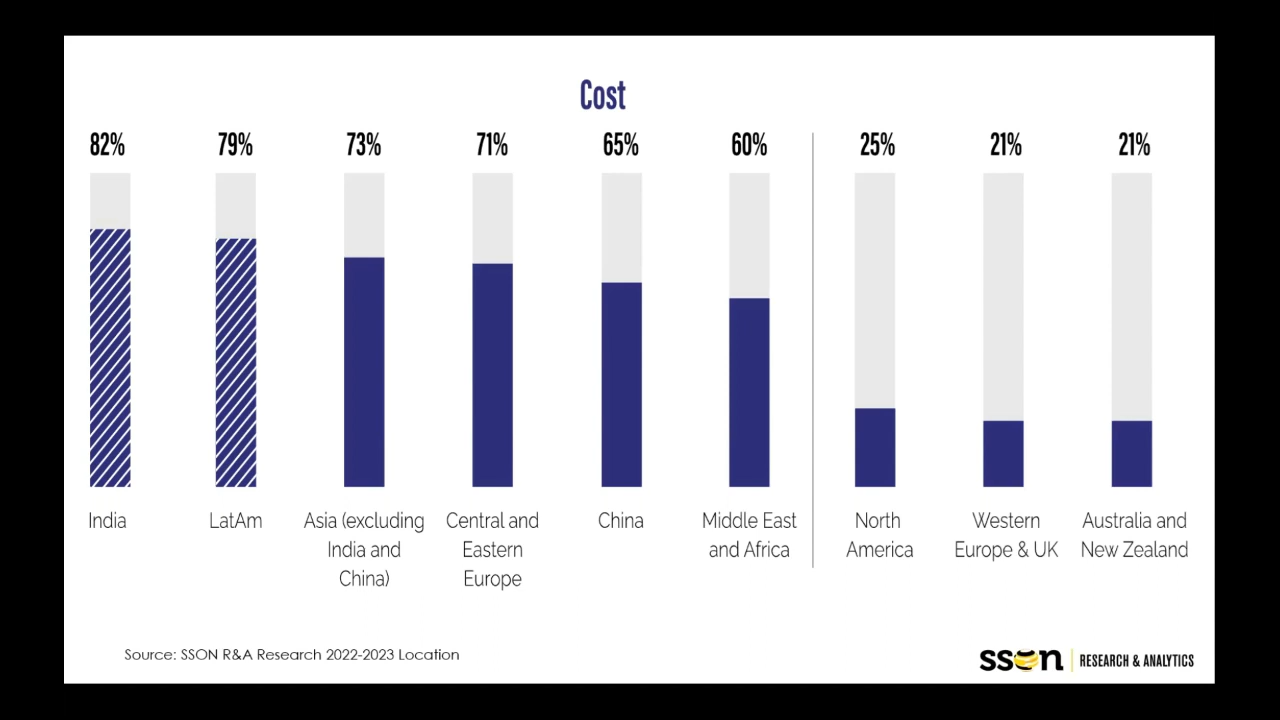 Cost
82% 79% 73% 71% 65% 60% 25% 21% 21%
India LatAm Asia (excluding Central and China Middle East North Western Australia and
India and Eastern and Africa America Europe & UK New Zealand
China) Europe
Source: SSON R&A Research 2022-2023 Location
sson RESEARCH & ANALYTICS